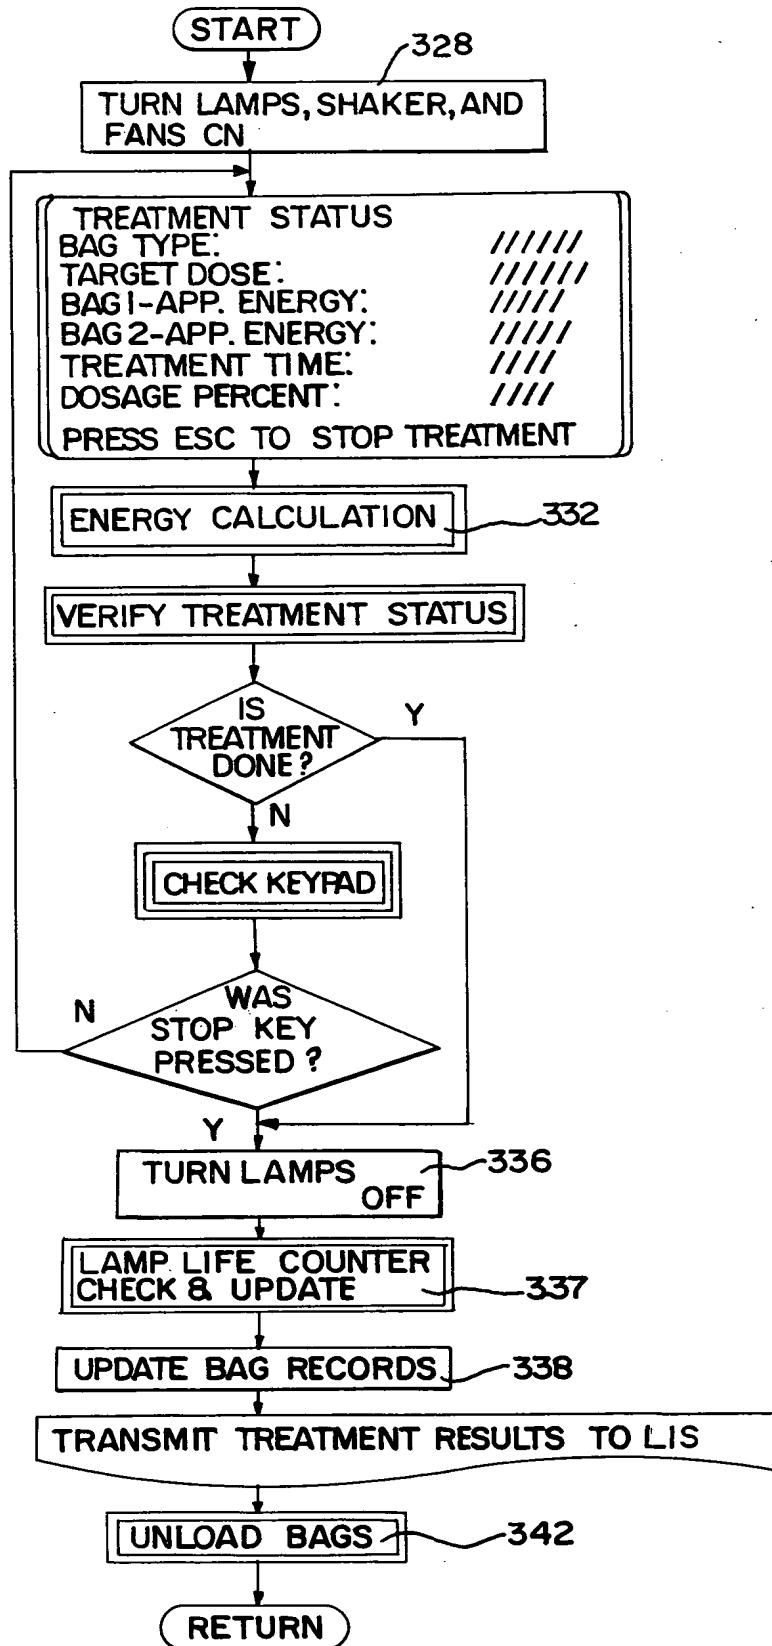 START
328
TURN LAMPS, SHAKER, AND
FANS CN
TREATMENT STATUS
BAG TYPE: //////
TARGET DOSE: //////
BAG 1-APP. ENERGY: /////
BAG 2-APP. ENERGY: /////
TREATMENT TIME: ////
DOSAGE PERCENT: ////
PRESS ESC TO STOP TREATMENT
ENERGY CALCULATION 332
VERIFY TREATMENT STATUS
IS
TREATMENT
DONE?
Y
N
CHECK KEYPAD
WAS
STOP KEY
PRESSED?
N
Y
TURN LAMPS
OFF
336
LAMP LIFE COUNTER
CHECK & UPDATE
337
UPDATE BAG RECORDS 338
TRANSMIT TREATMENT RESULTS TO LIS
UNLOAD BAGS 342
RETURN